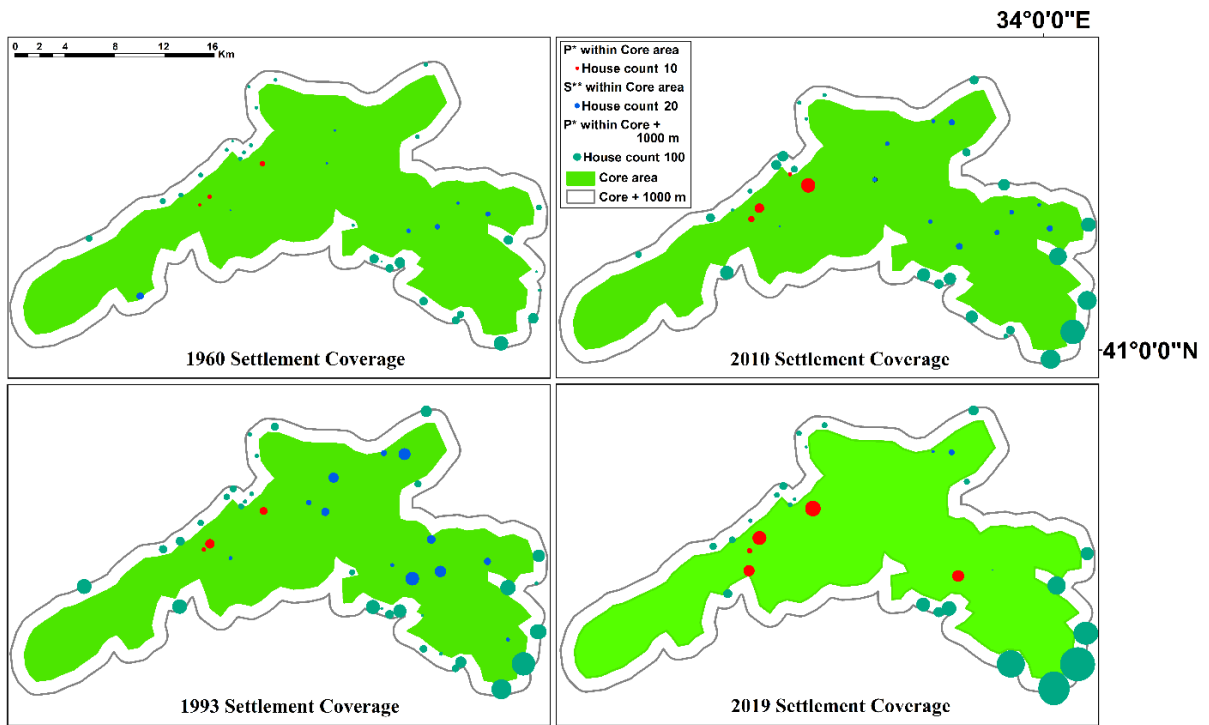 34°0'0"E
0 2 4 8 12 16
Km
P* within Core area
House count 10
S** within Core area
House count 20
P* within Core +
1000 m
House count 100
Core area
Core + 1000 m
1960 Settlement Coverage
2010 Settlement Coverage
41°0'0"N
1993 Settlement Coverage
2019 Settlement Coverage